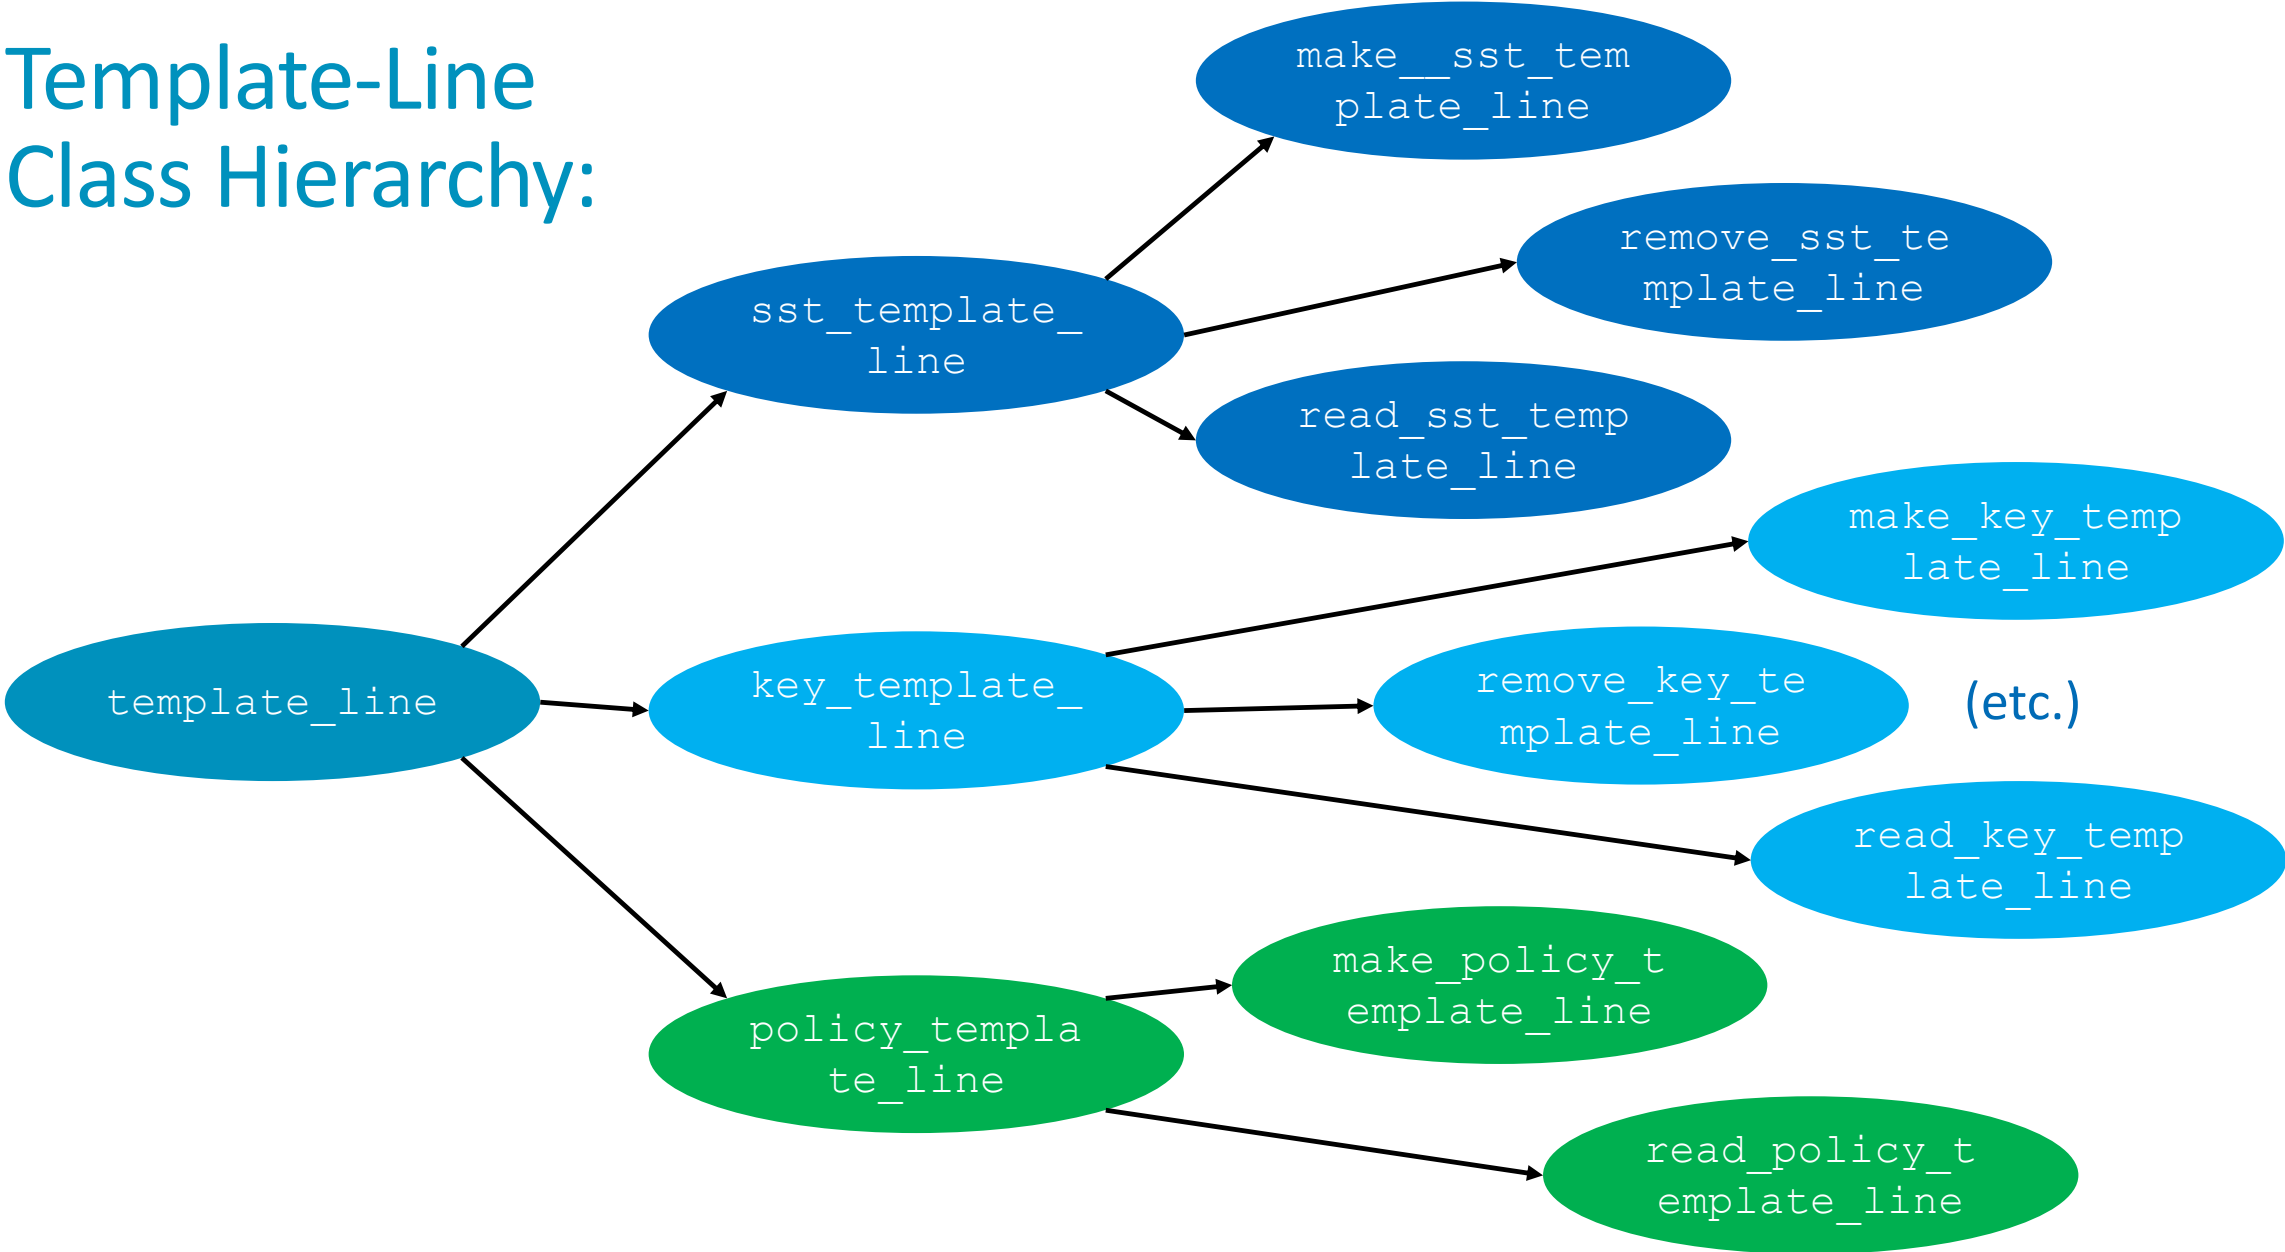 Template-Line
Class Hierarchy:
make__sst_tem
plate_line
remove_sst_te
mplate_line
sst_template_
line
read_sst_temp
late_line
make_key_temp
late_line
template_line
key_template_
line
remove_key_te
mplate_line
(etc.)
read_key_temp
late_line
make_policy_t
emplate_line
policy_templa
te_line
read_policy_t
emplate_line